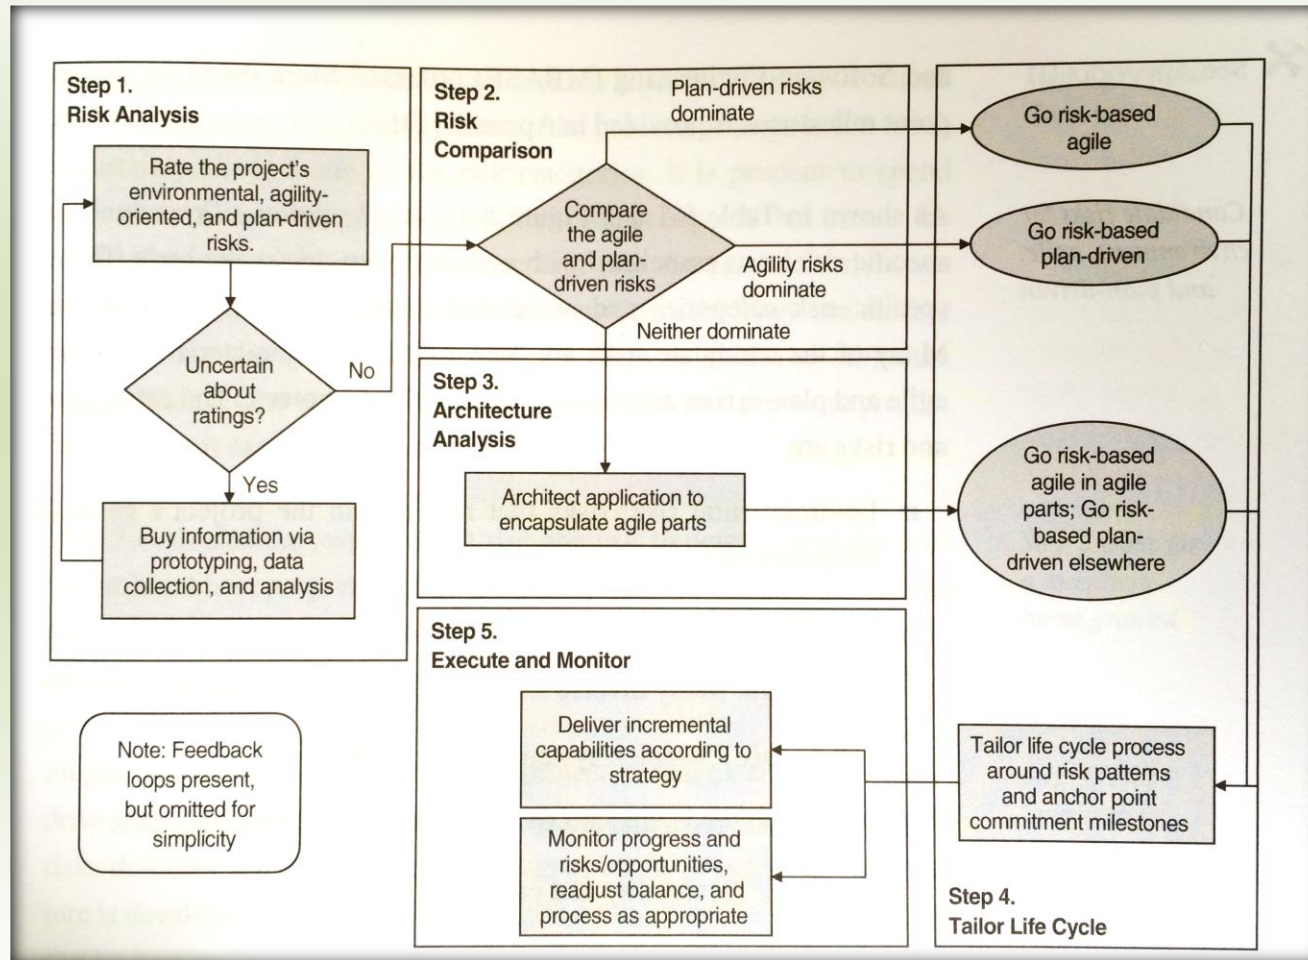 Step 1.
Risk Analysis
Rate the project's
environmental, agility-
oriented, and plan-driven
risks.
Uncertain
about
ratings?
No
Yes
Buy information via
prototyping, data
collection, and analysis
Note: Feedback
loops present,
but omitted for
simplicity
Step 2.
Risk
Comparison
Plan-driven risks
dominate
Compare
the agile
and plan-
driven risks
Agility risks
dominate
Neither dominate
Step 3.
Architecture
Analysis
Architect application to
encapsulate agile parts
Go risk-based
agile
Go risk-based
plan-driven
Go risk-based
agile in agile
parts; Go risk-
based plan-
driven elsewhere
Tailor life cycle process
around risk patterns
and anchor point
commitment milestones
Step 4.
Tailor Life Cycle
Step 5.
Execute and Monitor
Deliver incremental
capabilities according to
strategy
Monitor progress and
risks/opportunities,
readjust balance, and
process as appropriate